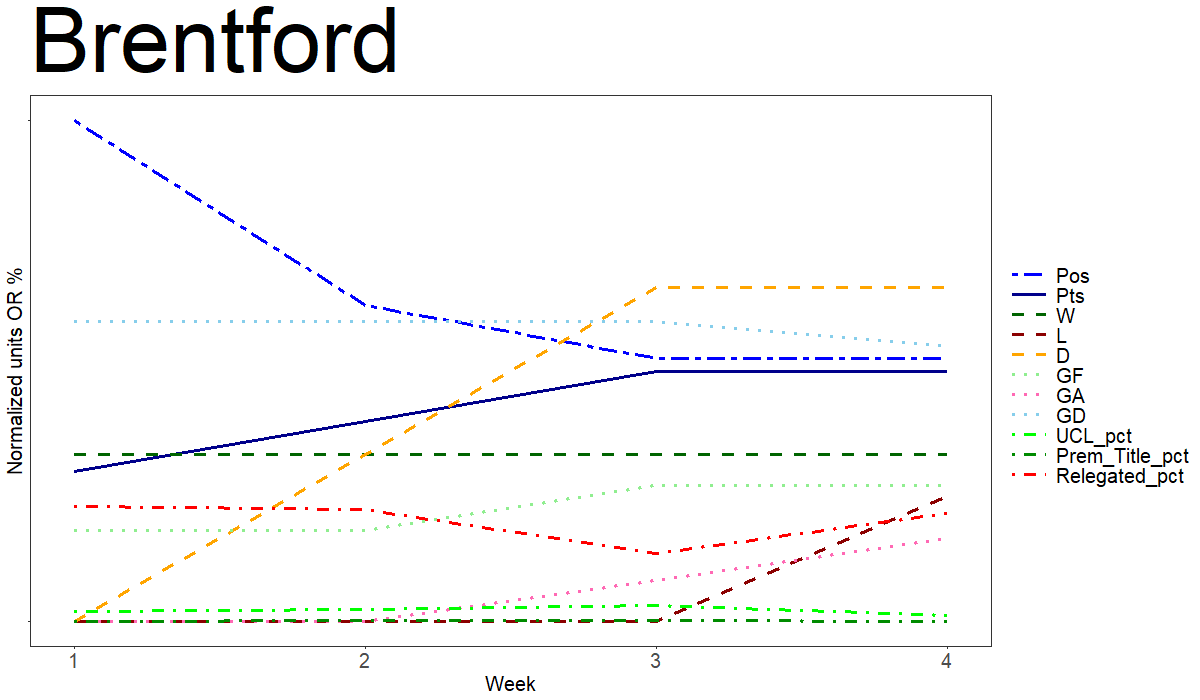 Brentford
Normalized units OR %
Pos
Pts
W
L
D
GF
GA
GD
UCL_pct
Prem_Title_pct
Relegated_pct
1 2 3 4
Week